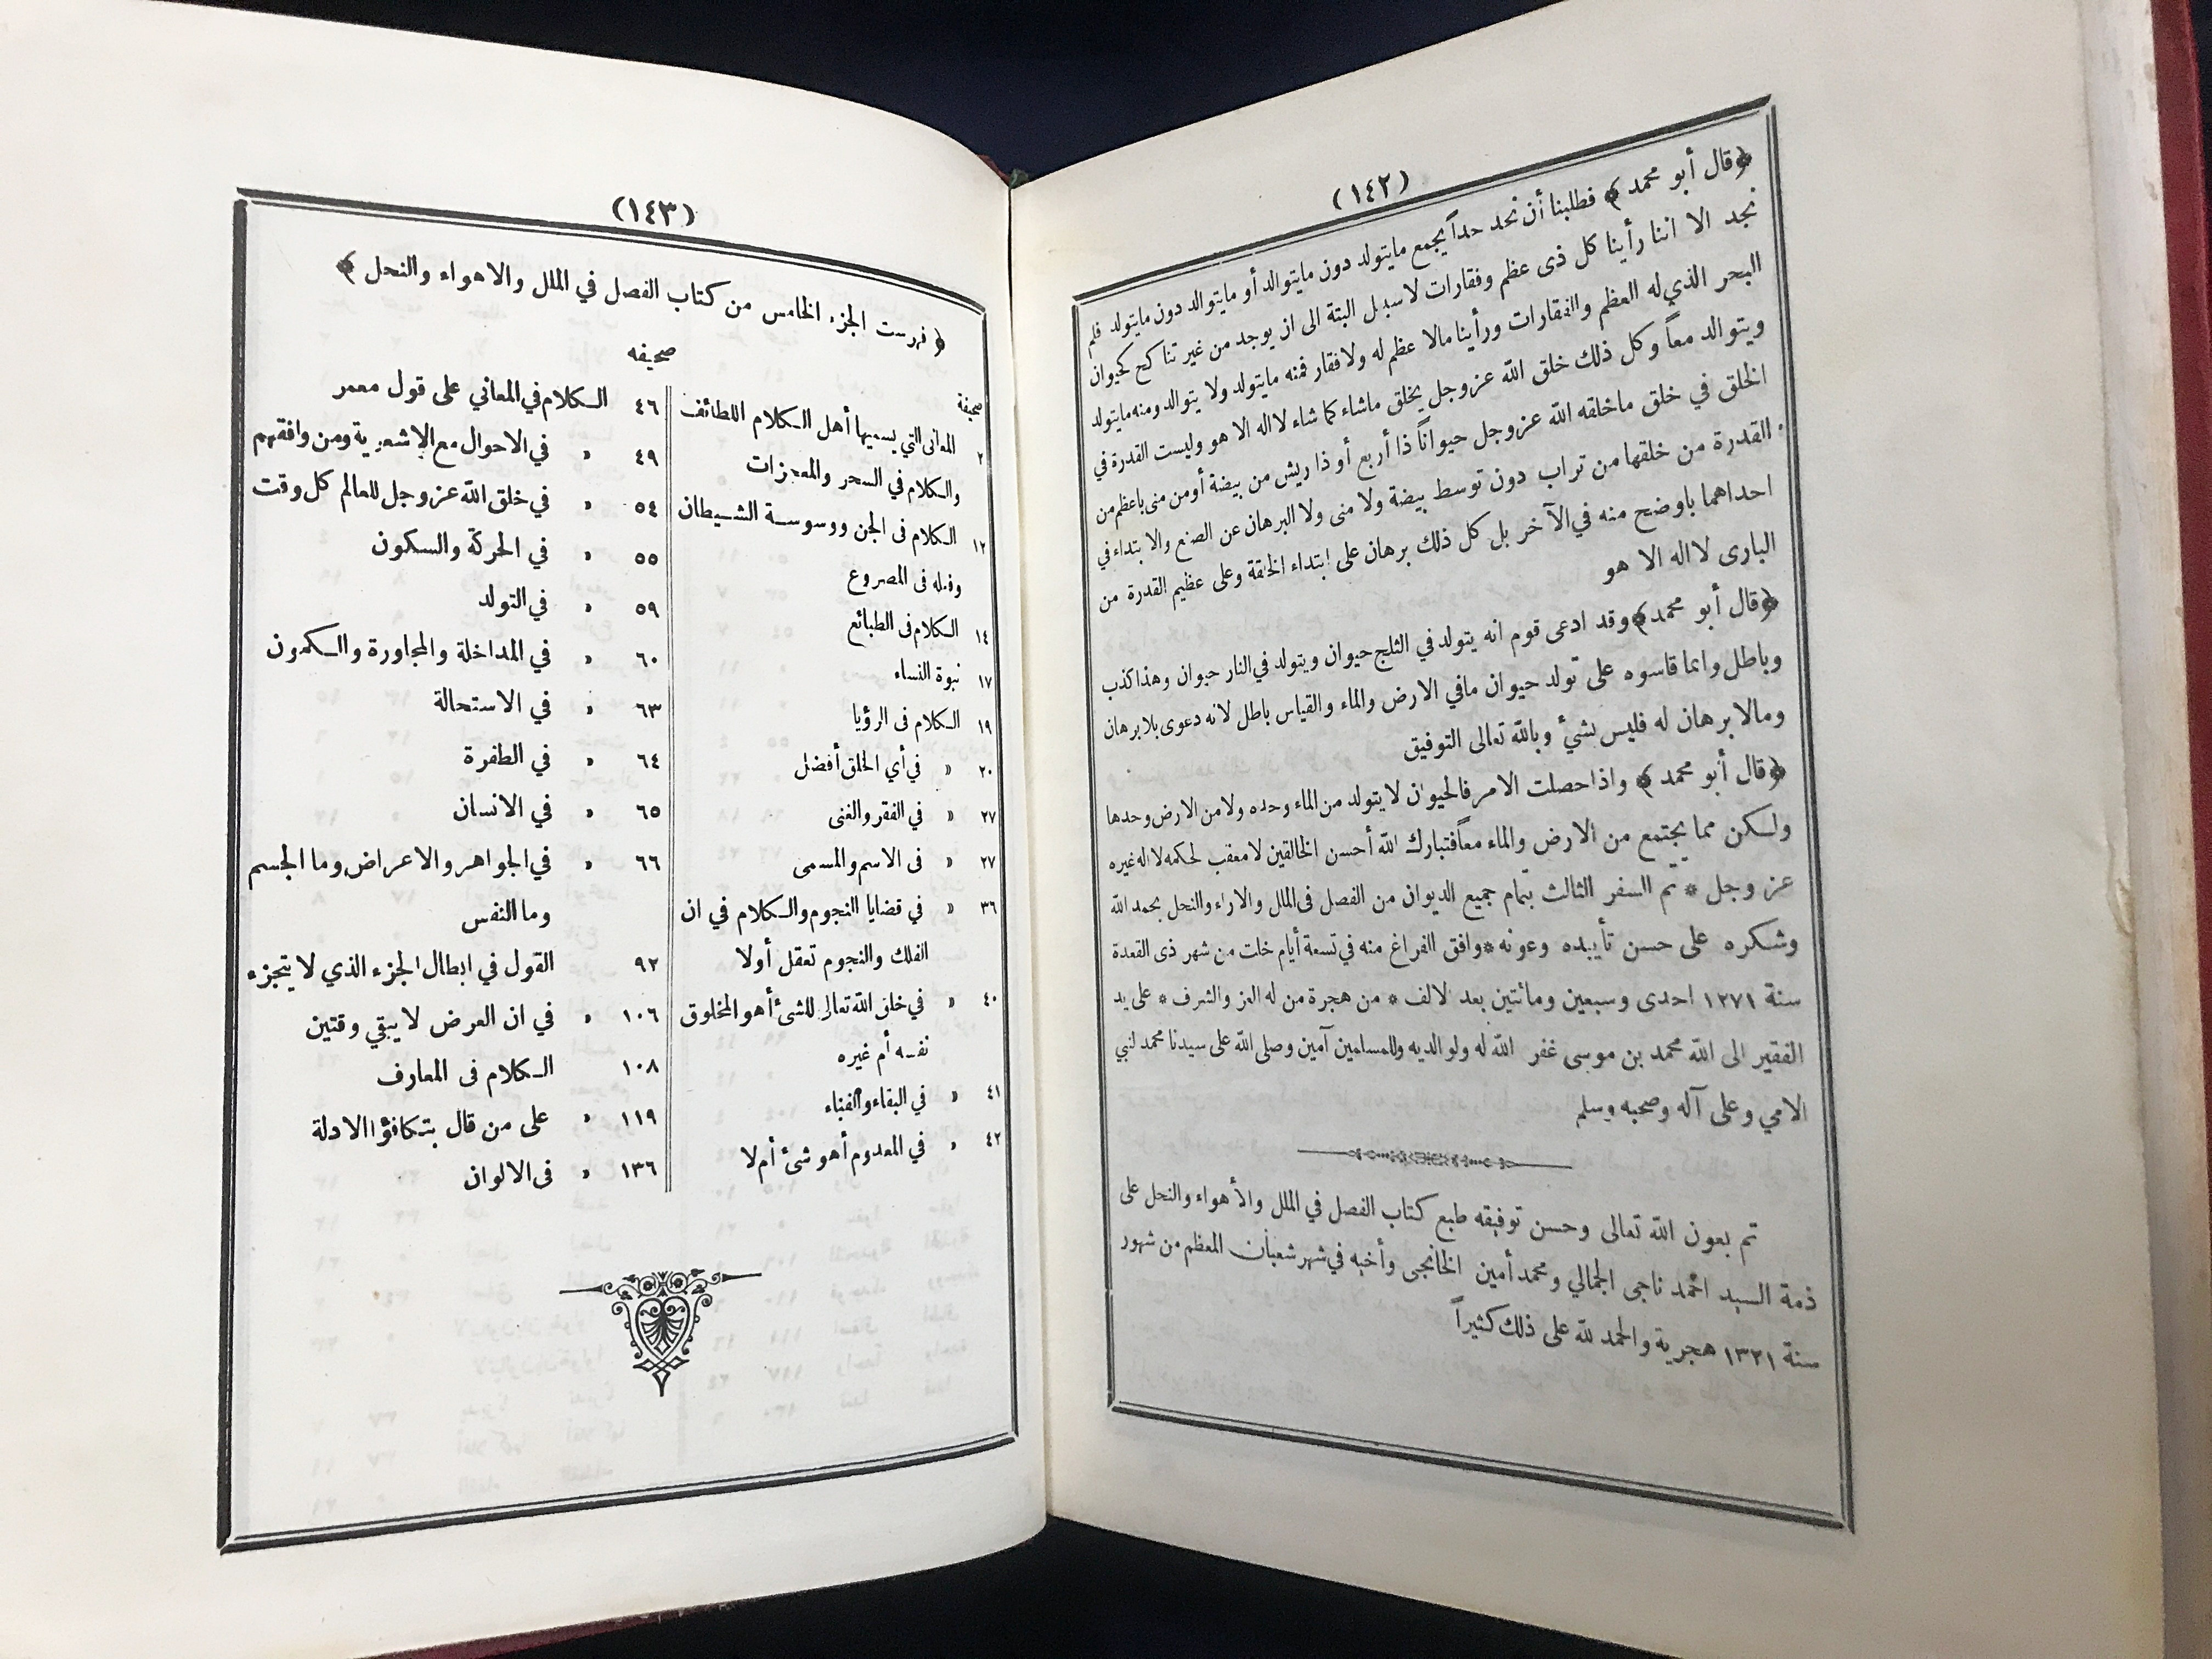 (١٤٢)
﴿قال أبو محمد﴾ فطلبنا أن نحد حداً يجمع مايتولد دون مايتوالد أو مايتوالد دون مايتولد فلم
نجد الا اننا رأينا كل ذى عظم وفقارات لاسبيل البتة الى ان يوجد من غير تناكح كحيوان
البحر الذي له العظم والفقارات ورأينا مالا عظم له ولا فقار فمنه مايتولد ولا يتوالد ومنه مايتولد
ويتوالد معاً وكل ذلك خلق الله عز وجل يخلق ماشاء كما شاء لااله الا هو وليست القدرة في
الخلق في خلق ماخلقه الله عز وجل حيواناً ذا أربع أو ذا ريش من بيضة أومن منى باعظم من
القدرة من خلقها من تراب دون توسط بيضة ولا منى ولا البرهان عن الصنع والابتداء في
احداهما باوضح منه في الآخر بل كل ذلك برهان على ابتداء الخلقة وعلى عظيم القدرة من
البارى لااله الا هو
﴿قال أبو محمد﴾ وقد ادعى قوم انه يتولد في الثلج حيوان ويتولد في النار حيوان وهذا كذب
وباطل وانما قاسوه على تولد حيوان مافي الارض والماء والقياس باطل لانه دعوى بلا برهان
ومالا برهان له فليس بشئ وبالله تعالى التوفيق
﴿قال أبو محمد﴾ واذا حصلت الامر فالحيوان لايتولد من الماء وحده ولامن الارض وحدها
ولكن مما يجتمع من الارض والماء معاً فتبارك الله أحسن الخالقين لامعقب لحكمه لااله غيره
عز وجل * تم السفر الثالث بتمام جميع الديوان من الفصل فى الملل والاراء والنحل بحمد الله
وشكره على حسن تأييده وعونه * وافق الفراغ منه في تسعة أيام خلت من شهر ذى القعدة
سنة ١٢٧١ احدى وسبعين ومائتين بعد الالف * من هجرة من له العز والشرف * على يد
الفقير الى الله محمد بن موسى غفر الله له ولوالديه وللمسلمين آمين وصلى الله على سيدنا محمد النبي
الامي وعلى آله وصحبه وسلم
تم بعون الله تعالى وحسن توفيقه طبع كتاب الفصل في الملل والأهواء والنحل على
ذمة السيد احمد ناجى الجمالي ومحمد أمين الخانجى وأخيه في شهر شعبان المعظم من شهور
سنة ١٣٢١ هجرية والحمد لله على ذلك كثيراً
(١٤٣)
﴿فهرست الجزء الخامس من كتاب الفصل في الملل والاهواء والنحل﴾
صحيفة
٢ المعانى التي يسميها أهل الكلام اللطائف
والكلام في السحر والمعجزات
١٢ الكلام فى الجن ووسوسة الشيطان
وفعله فى المصروع
١٤ الكلام فى الطبائع
١٧ نبوة النساء
١٩ الكلام فى الرؤيا
٢٠ » في أي الخلق أفضل
٢٧ » في الفقر والغنى
٢٧ » فى الاسم والمسمى
٣٦ » في قضايا النجوم والكلام في ان
الفلك والنجوم تعقل أولا
٤٠ » في خلق الله تعالى للشئ أهو المخلوق
نفسه أم غيره
٤١ » في البقاء والفناء
٤٢ » في المعدوم أهو شئ أم لا
صحيفه
٤٦ الكلام في المعاني على قول معمر
٤٩ » في الاحوال مع الاشعرية ومن وافقهم
٥٤ » في خلق الله عز وجل للعالم كل وقت
٥٥ » في الحركة والسكون
٥٩ » في التولد
٦٠ » في المداخلة والمجاورة والكمون
٦٣ » في الاستحالة
٦٤ » في الطفرة
٦٥ » في الانسان
٦٦ » في الجواهر والاعراض وما الجسم
وما النفس
٩٢ القول في ابطال الجزء الذي لا يتجزء
١٠٦ » في ان العرض لا يبقي وقتين
١٠٨ الكلام فى المعارف
١١٩ » على من قال بتكافؤ الادلة
١٣٦ » فى الالوان